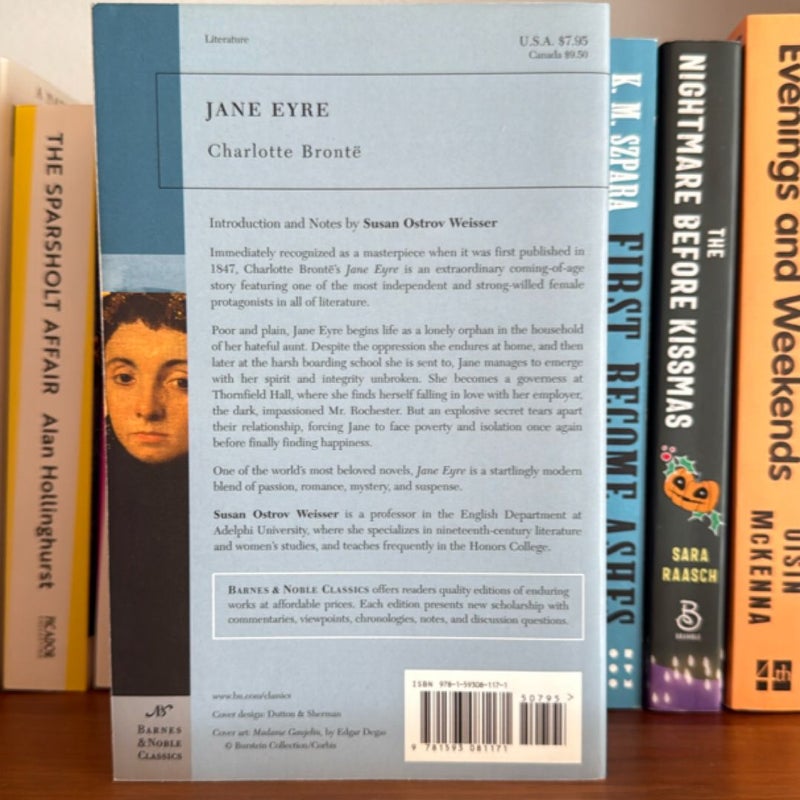 THE SPARSHOLT AFFAIR Alan Hollinghurst
PICADOR
Literature
U.S.A. $7.95
Canada $9.50
JANE EYRE
Charlotte Brontë
Introduction and Notes by Susan Ostrov Weisser
Immediately recognized as a masterpiece when it was first published in
1847, Charlotte Brontë's Jane Eyre is an extraordinary coming-of-age
story featuring one of the most independent and strong-willed female
protagonists in all of literature.
Poor and plain, Jane Eyre begins life as a lonely orphan in the household
of her hateful aunt. Despite the oppression she endures at home, and then
later at the harsh boarding school she is sent to, Jane manages to emerge
with her spirit and integrity unbroken. She becomes a governess at
Thornfield Hall, where she finds herself falling in love with her employer,
the dark, impassioned Mr. Rochester. But an explosive secret tears apart
their relationship, forcing Jane to face poverty and isolation once again
before finally finding happiness.
One of the world's most beloved novels, Jane Eyre is a startlingly modern
blend of passion, romance, mystery, and suspense.
Susan Ostrov Weisser is a professor in the English Department at
Adelphi University, where she specializes in nineteenth-century literature
and women's studies, and teaches frequently in the Honors College.
BARNES & NOBLE CLASSICS offers readers quality editions of enduring
works at affordable prices. Each edition presents new scholarship with
commentaries, viewpoints, chronologies, notes, and discussion questions.
www.bn.com/classics
Cover design: Dutton & Sherman
Cover art: Madame Gaujelin, by Edgar Degas
© Burstein Collection/Corbis
BARNES
& NOBLE
CLASSICS
ISBN 978-1-59308-117-1
50795 >
9 781593 081171
K. M. SZPARA FIRST BECOME ASHES
THE
NIGHTMARE BEFORE KISSMAS
SARA
RAASCH
B
BRAMBLE
Evenings and Weekends
OISÍN
MCKENNA
4th